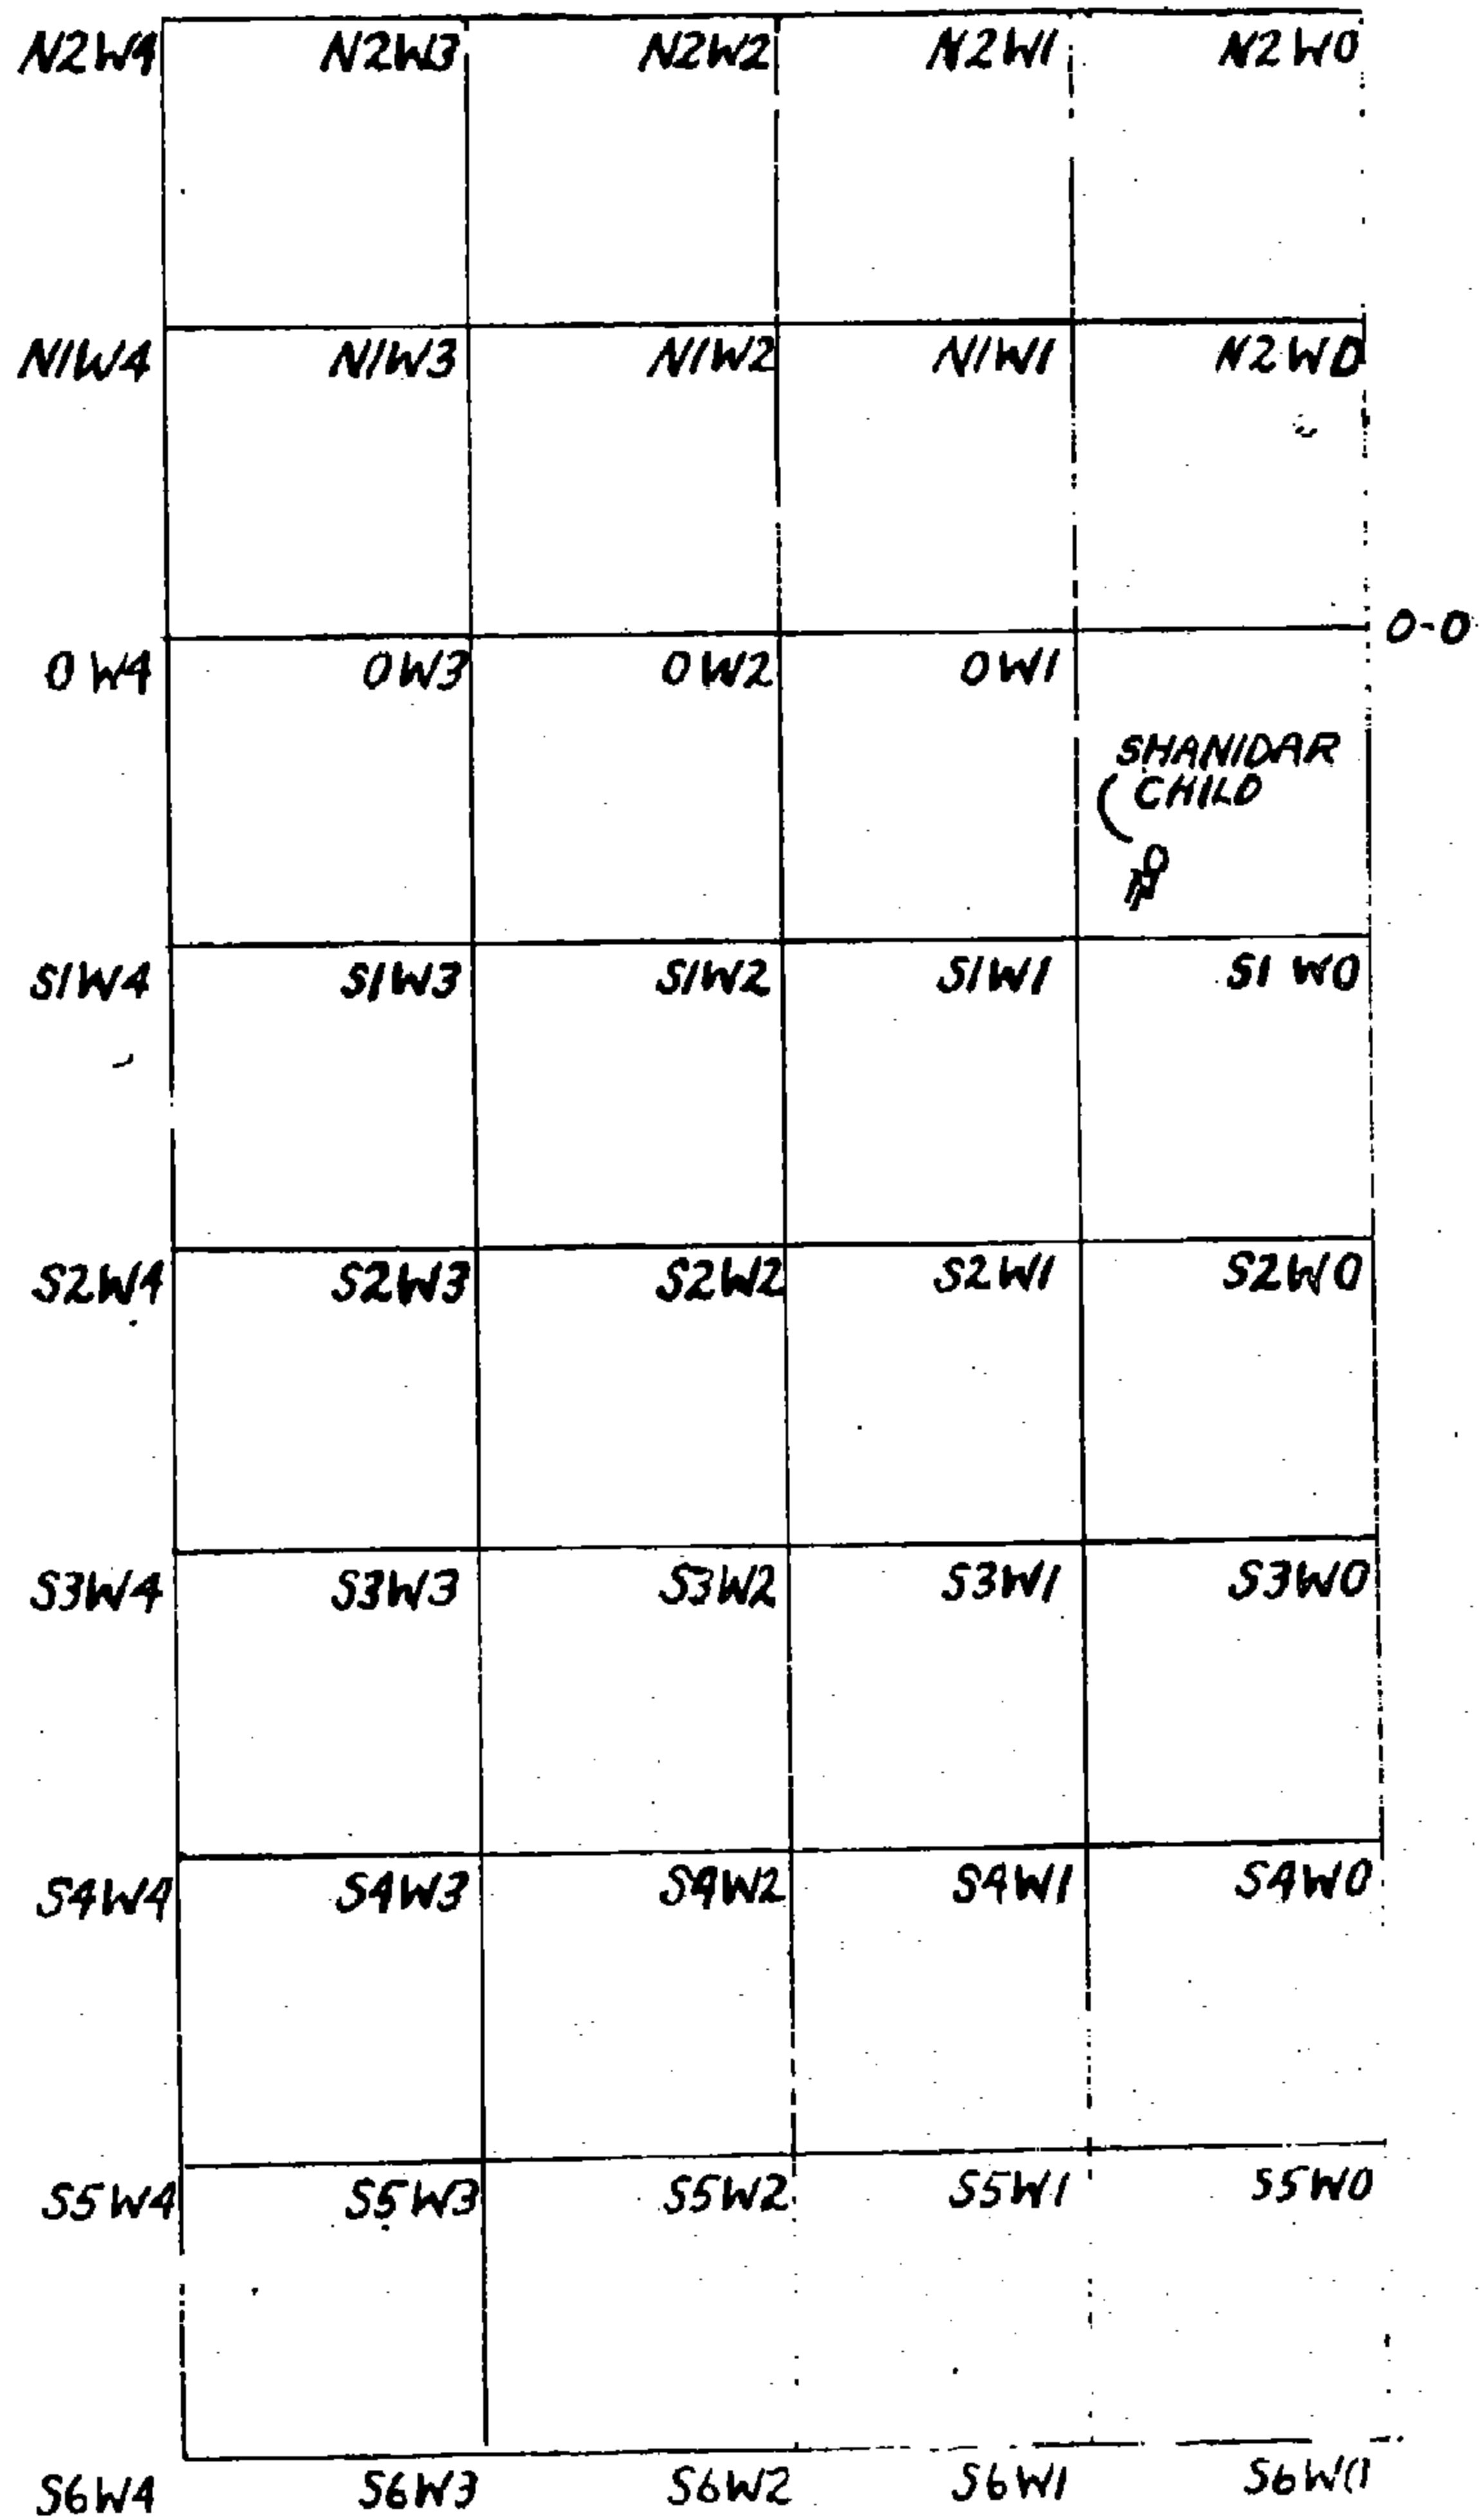 N2W4 N2W3 N2W2 N2W1 N2W0
N1W4 N1W3 N1W2 N1W1 N2W0
0-0
0W4 0W3 0W2 0W1
SHANIDAR
CHILD
S1W4 S1W3 S1W2 S1W1 S1W0
S2W4 S2W3 S2W2 S2W1 S2W0
S3W4 S3W3 S3W2 S3W1 S3W0
S4W4 S4W3 S4W2 S4W1 S4W0
S5W4 S5W3 S5W2 S5W1 S5W0
S6W4 S6W3 S6W2 S6W1 S6W0